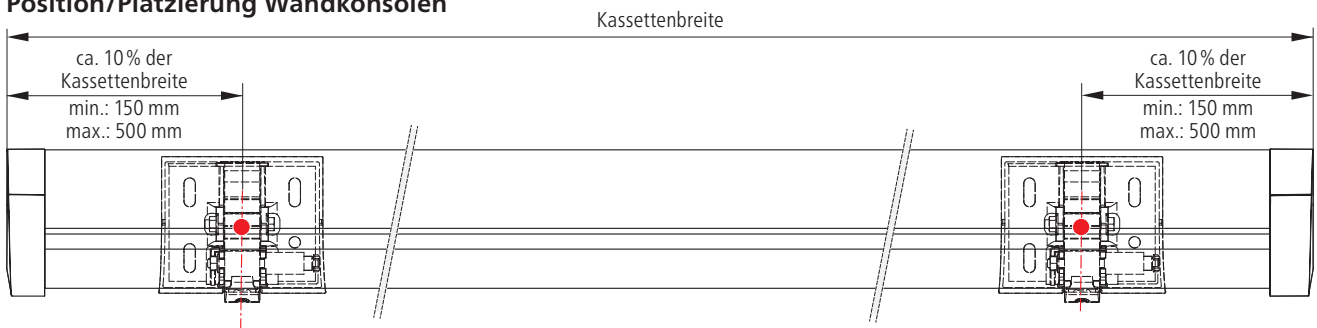 Position/Platzierung Wandkonsolen
Kassettenbreite
ca. 10 % der
Kassettenbreite
min.: 150 mm
max.: 500 mm
ca. 10 % der
Kassettenbreite
min.: 150 mm
max.: 500 mm